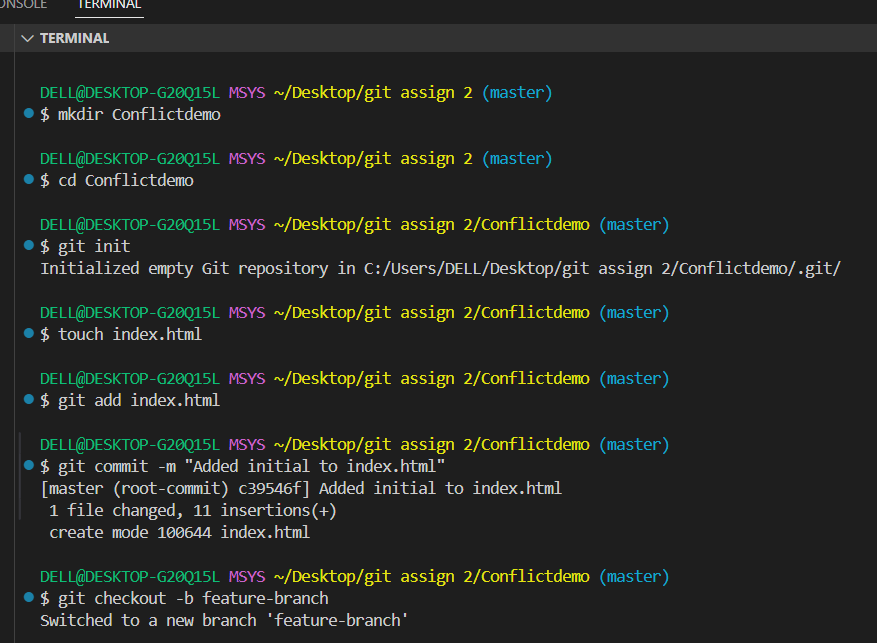 TERMINAL
TERMINAL
DELL@DESKTOP-G20Q15L MSYS ~/Desktop/git assign 2 (master)
$ mkdir Conflictdemo
DELL@DESKTOP-G20Q15L MSYS ~/Desktop/git assign 2 (master)
$ cd Conflictdemo
DELL@DESKTOP-G20Q15L MSYS ~/Desktop/git assign 2/Conflictdemo (master)
$ git init
Initialized empty Git repository in C:/Users/DELL/Desktop/git assign 2/Conflictdemo/.git/
DELL@DESKTOP-G20Q15L MSYS ~/Desktop/git assign 2/Conflictdemo (master)
$ touch index.html
DELL@DESKTOP-G20Q15L MSYS ~/Desktop/git assign 2/Conflictdemo (master)
$ git add index.html
DELL@DESKTOP-G20Q15L MSYS ~/Desktop/git assign 2/Conflictdemo (master)
$ git commit -m "Added initial to index.html"
[master (root-commit) c39546f] Added initial to index.html
1 file changed, 11 insertions(+)
create mode 100644 index.html
DELL@DESKTOP-G20Q15L MSYS ~/Desktop/git assign 2/Conflictdemo (master)
$ git checkout -b feature-branch
Switched to a new branch 'feature-branch'